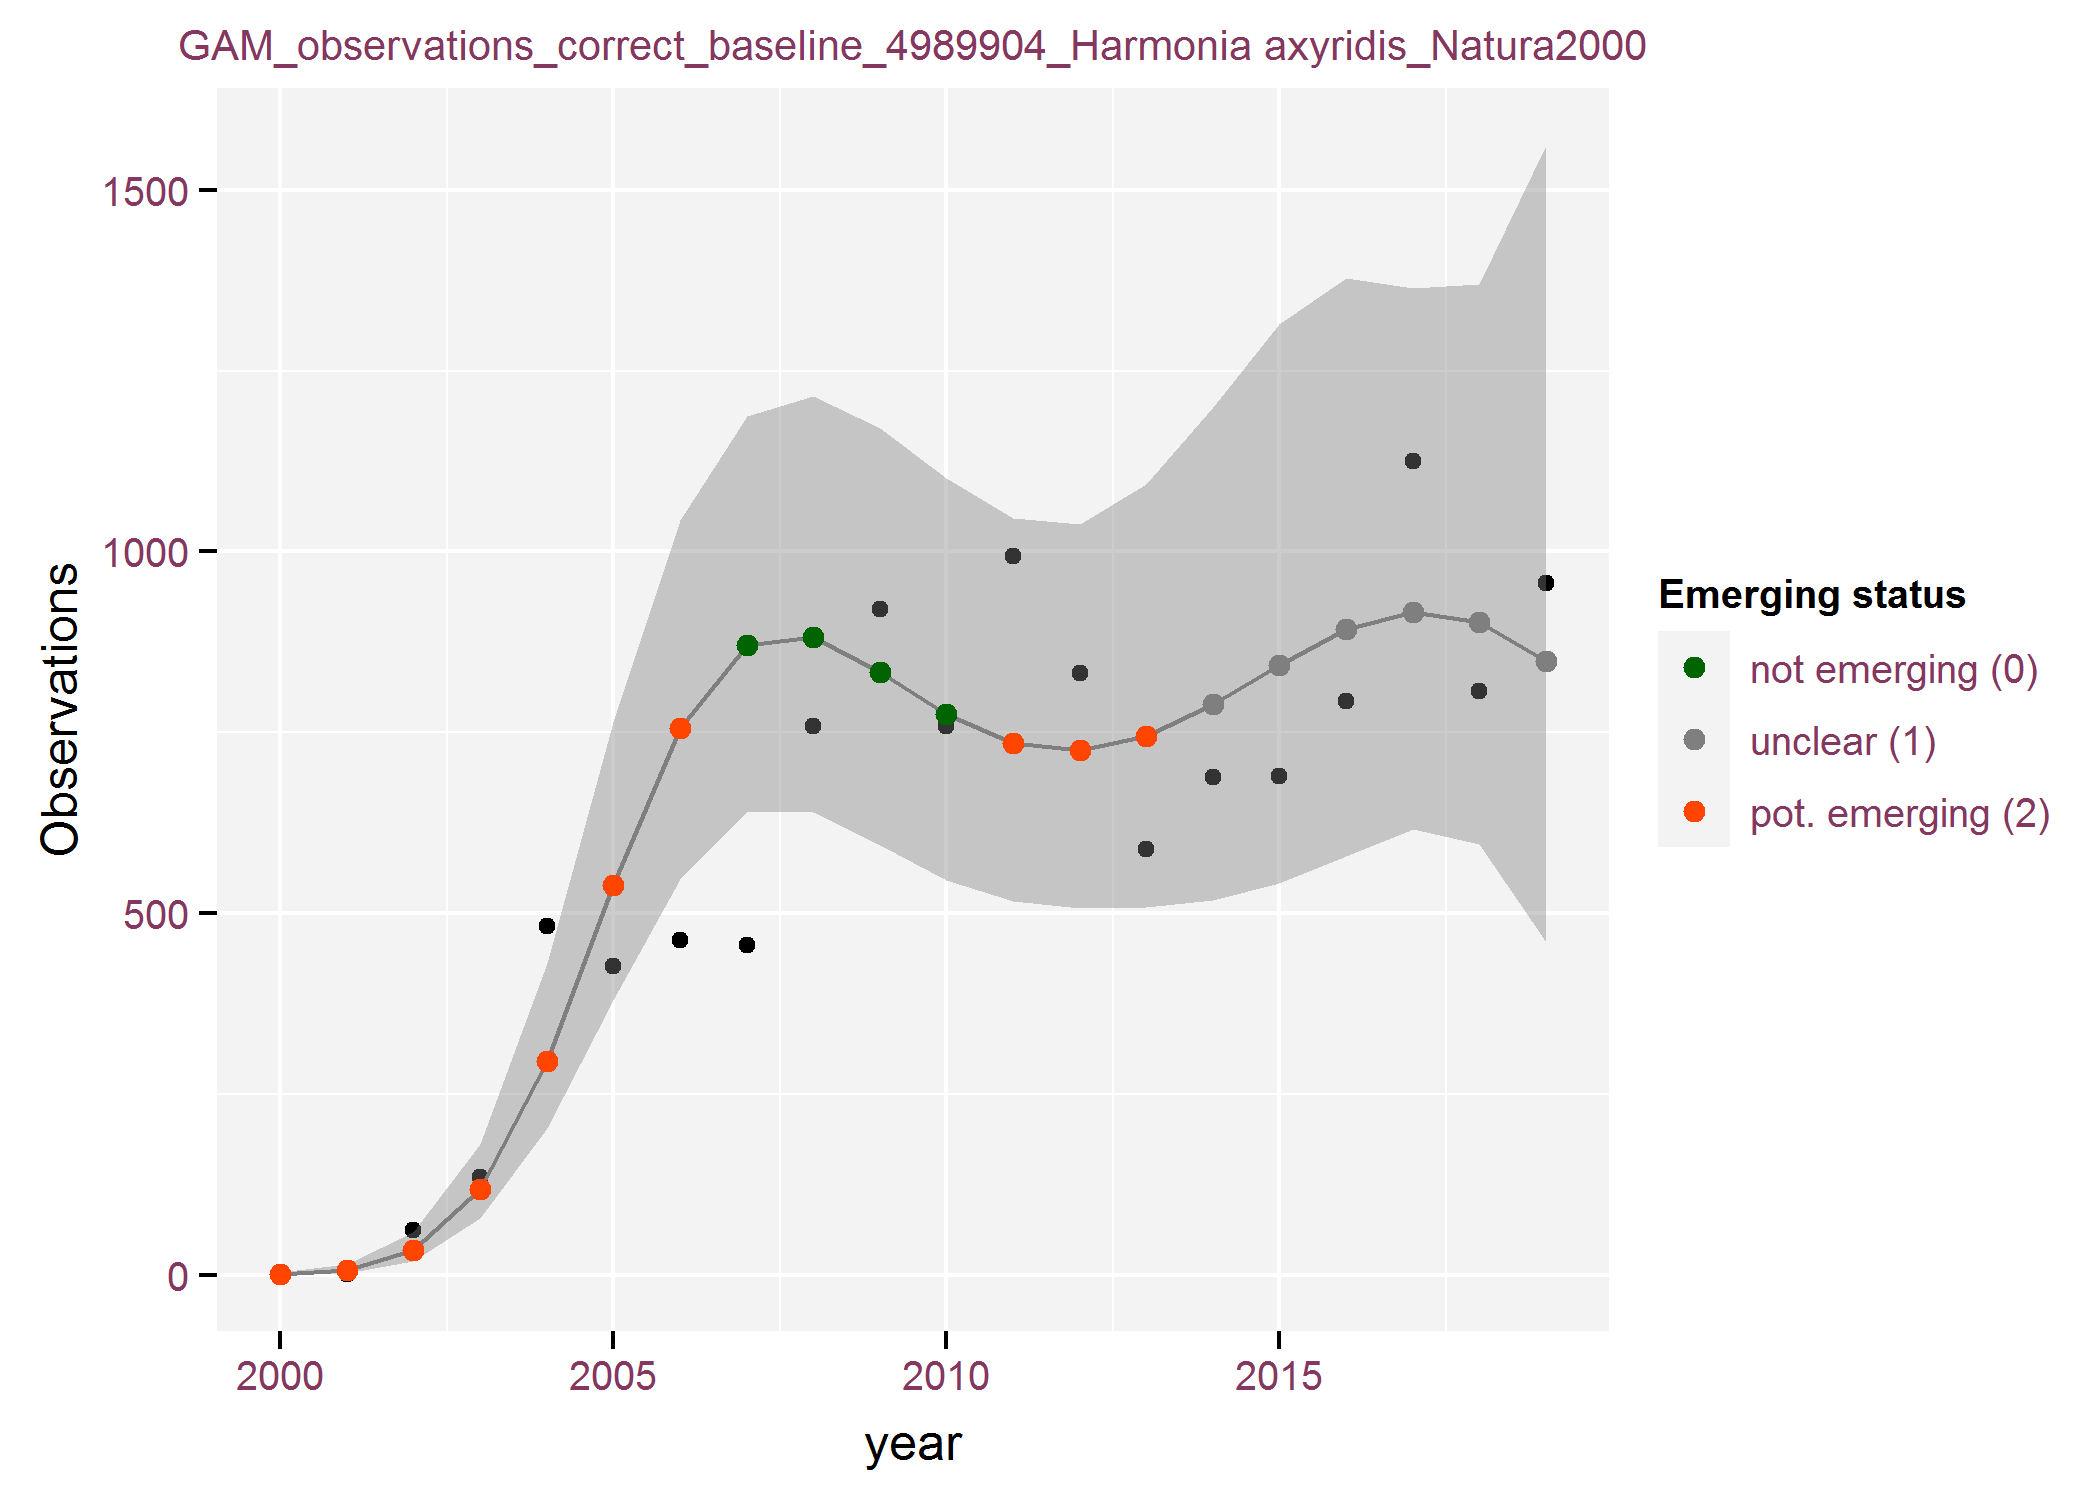 GAM_observations_correct_baseline_4989904_Harmonia axyridis_Natura2000
1500
1000
500
0
Observations
2000
2005
2010
2015
year
Emerging status
not emerging (0)
unclear (1)
pot. emerging (2)